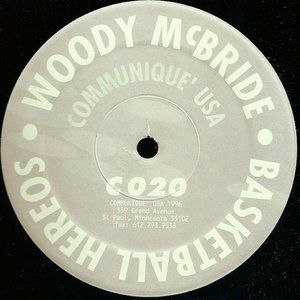 WOODY McBRIDE
COMMUNIQUE' USA
C020
COMMUNIQUE' USA 1996
359 Grand Avenue
St Paul, Minnesota 55102
fax: 612.293.9538
BASKETBALL HEREOS